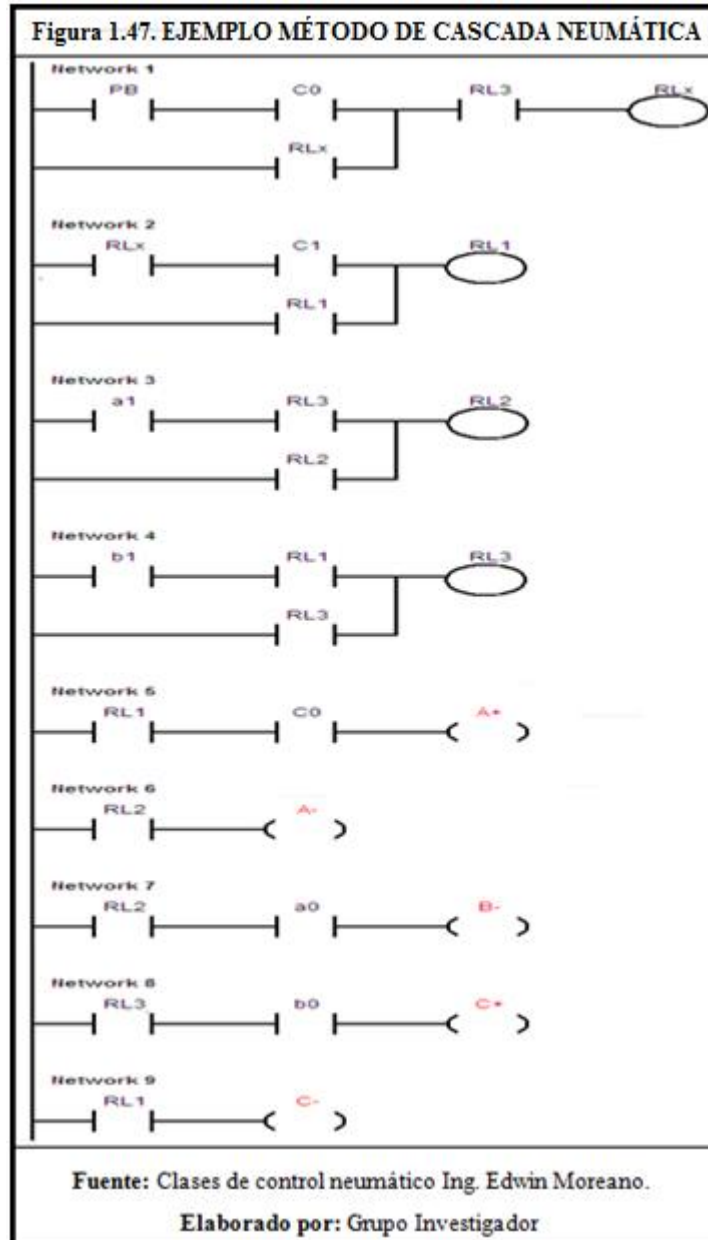 Figura 1.47. EJEMPLO MÉTODO DE CASCADA NEUMÁTICA
Network 1
PB C0 RL3 RLx
RLx
Network 2
RLx C1 RL1
RL1
Network 3
a1 RL3 RL2
RL2
Network 4
b1 RL1 RL3
RL3
Network 5
RL1 C0 A+
Network 6
RL2 A-
Network 7
RL2 a0 B-
Network 8
RL3 b0 C+
Network 9
RL1 C-
Fuente: Clases de control neumático Ing. Edwin Moreano.
Elaborado por: Grupo Investigador